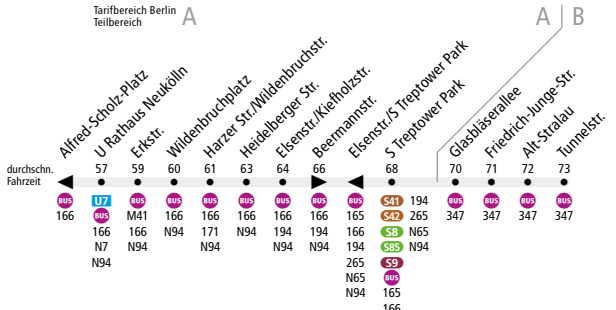 Tarifbereich Berlin
Teilbereich A
A B
Alfred-Scholz-Platz
U Rathaus Neukölln
Erkstr.
Wildenbruchplatz
Harzer Str./Wildenbruchstr.
Heidelberger Str.
Elsenstr./Kiefholzstr.
Beermannstr.
Elsenstr./S Treptower Park
S Treptower Park
Glasbläserallee
Friedrich-Junge-Str.
Alt-Stralau
Tunnelstr.
durchschn. 57 59 60 61 63 64 66 68 70 71 72 73
Fahrzeit
BUS U7 BUS BUS BUS BUS BUS BUS BUS S41 194 BUS BUS BUS BUS
166 BUS M41 166 166 166 166 166 165 S42 265 347 347 347 347
166 166 N94 171 N94 194 194 166 S8 N65
N7 N94 N94 N94 N94 194 S85 N94
N94 265 S9
N65 BUS
N94 165
166